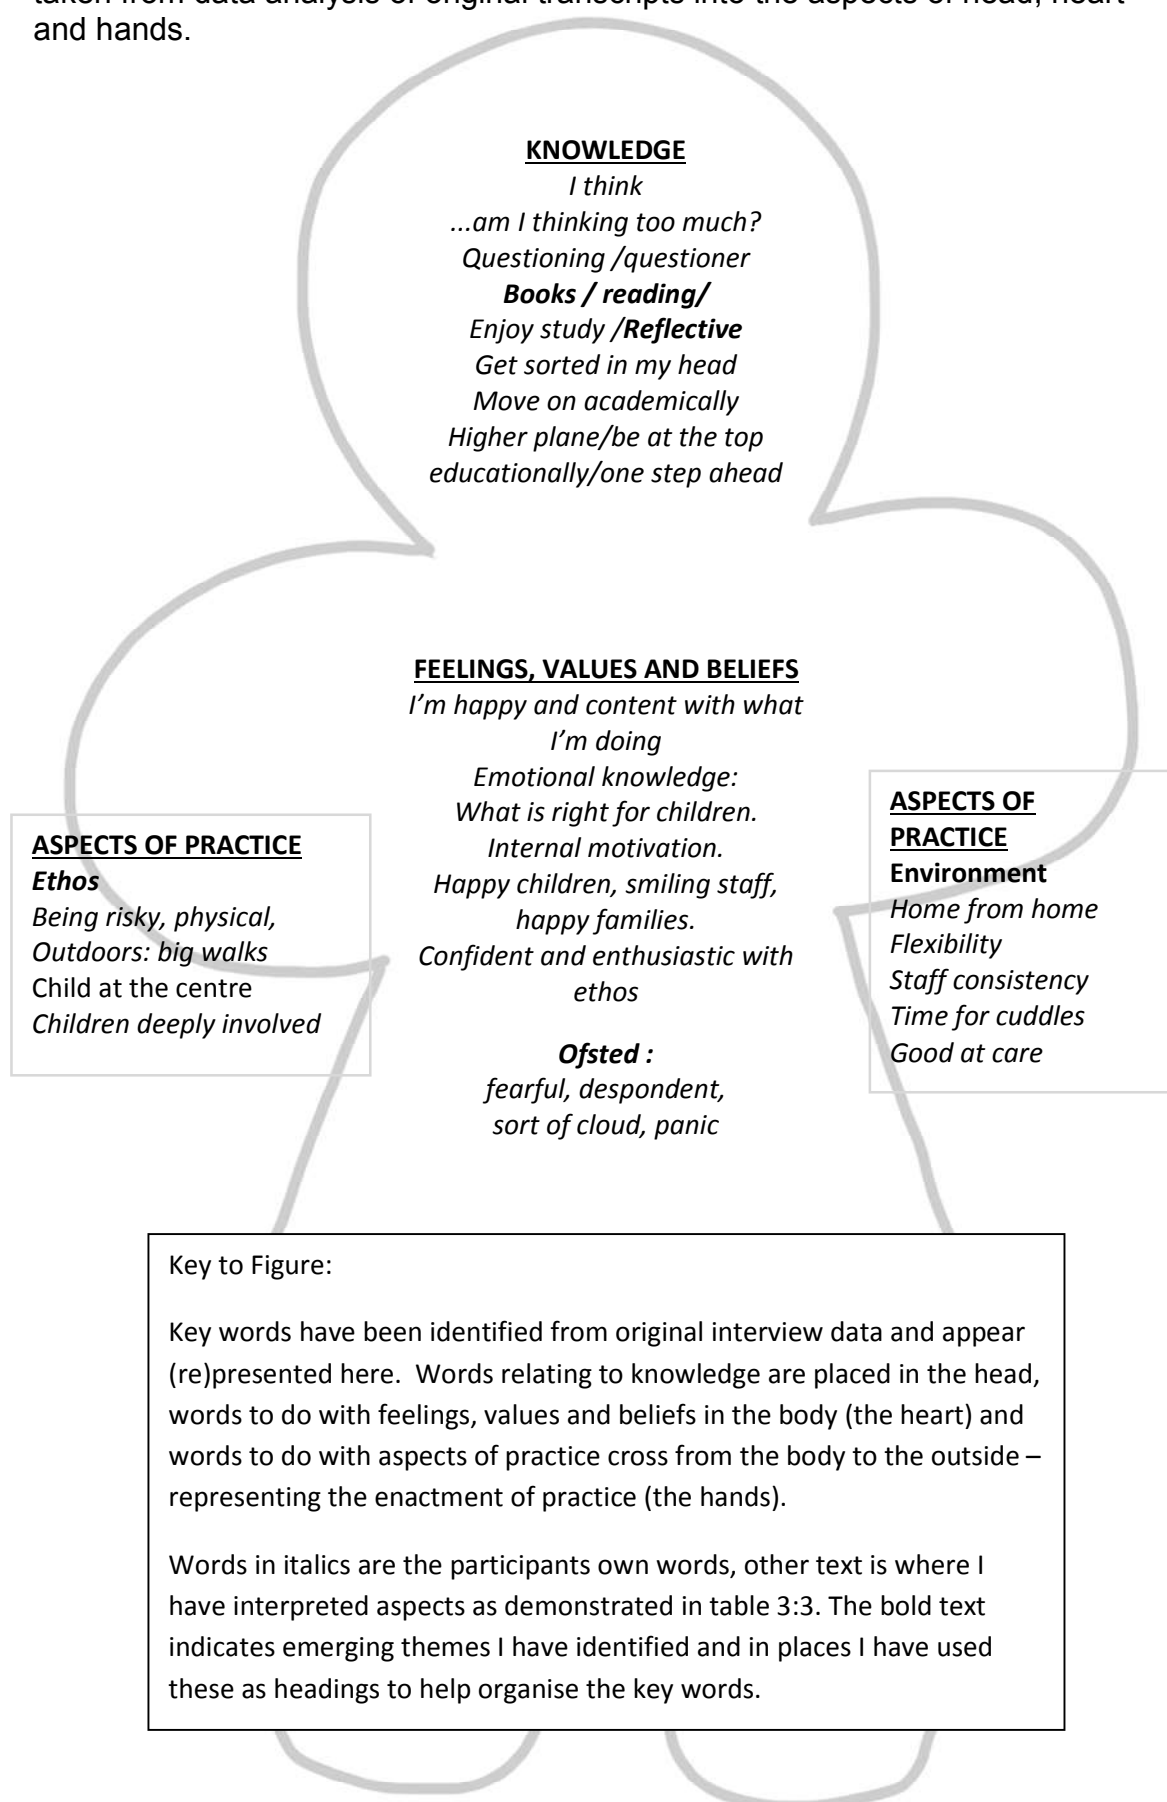 taken from data analysis of original transcripts into the aspects of head, heart
and hands.
KNOWLEDGE
I think
...am I thinking too much?
Questioning /questioner
Books / reading/
Enjoy study /Reflective
Get sorted in my head
Move on academically
Higher plane/be at the top
educationally/one step ahead
FEELINGS, VALUES AND BELIEFS
I’m happy and content with what
I’m doing
Emotional knowledge:
What is right for children.
Internal motivation.
Happy children, smiling staff,
happy families.
Confident and enthusiastic with
ethos
Ofsted :
fearful, despondent,
sort of cloud, panic
ASPECTS OF PRACTICE
Ethos
Being risky, physical,
Outdoors: big walks
Child at the centre
Children deeply involved
ASPECTS OF
PRACTICE
Environment
Home from home
Flexibility
Staff consistency
Time for cuddles
Good at care
Key to Figure:
Key words have been identified from original interview data and appear
(re)presented here.  Words relating to knowledge are placed in the head,
words to do with feelings, values and beliefs in the body (the heart) and
words to do with aspects of practice cross from the body to the outside –
representing the enactment of practice (the hands).
Words in italics are the participants own words, other text is where I
have interpreted aspects as demonstrated in table 3:3. The bold text
indicates emerging themes I have identified and in places I have used
these as headings to help organise the key words.